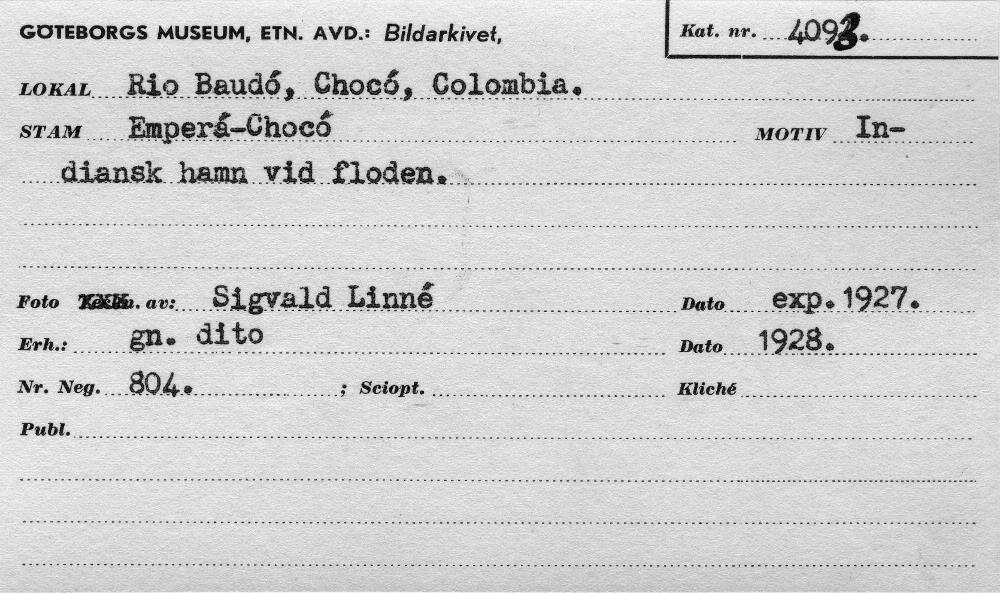 GÖTEBORGS MUSEUM, ETN. AVD.: Bildarkivet,
Kat. nr. 4093.
LOKAL Rio Baudó, Chocó, Colombia.
STAM Emperá-Chocó MOTIV In-
diansk hamn vid floden.
Foto av: Sigvald Linné Dato exp. 1927.
Erh.: gn. dito Dato 1928.
Nr. Neg. 804. ; Sciopt. Kliché
Publ.